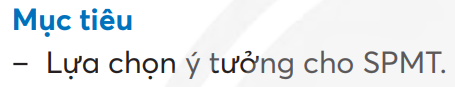 Mục tiêu
– Lựa chọn ý tưởng cho SPMT.